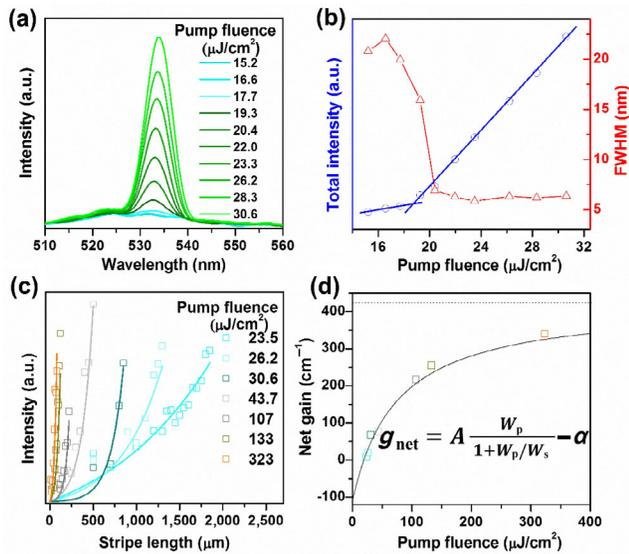 (a)
Pump fluence
(μJ/cm²)
15.2
16.6
17.7
19.3
20.4
22.0
23.3
26.2
28.3
30.6
Intensity (a.u.)
510 520 530 540 550 560
Wavelength (nm)
(b)
Total intensity (a.u.)
20
15
10
5
FWHM (nm)
14 16 20 24 28 32
Pump fluence (μJ/cm²)
(c)
Pump fluence
(μJ/cm²)
23.5
26.2
30.6
43.7
107
133
323
Intensity (a.u.)
0 500 1,000 1,500 2,000 2,500
Stripe length (μm)
(d)
400
300
200
100
0
-100
Net gain (cm⁻¹)
g_net = A W_p / (1+W_p/W_s) − α
0 100 200 300 400
Pump fluence (μJ/cm²)